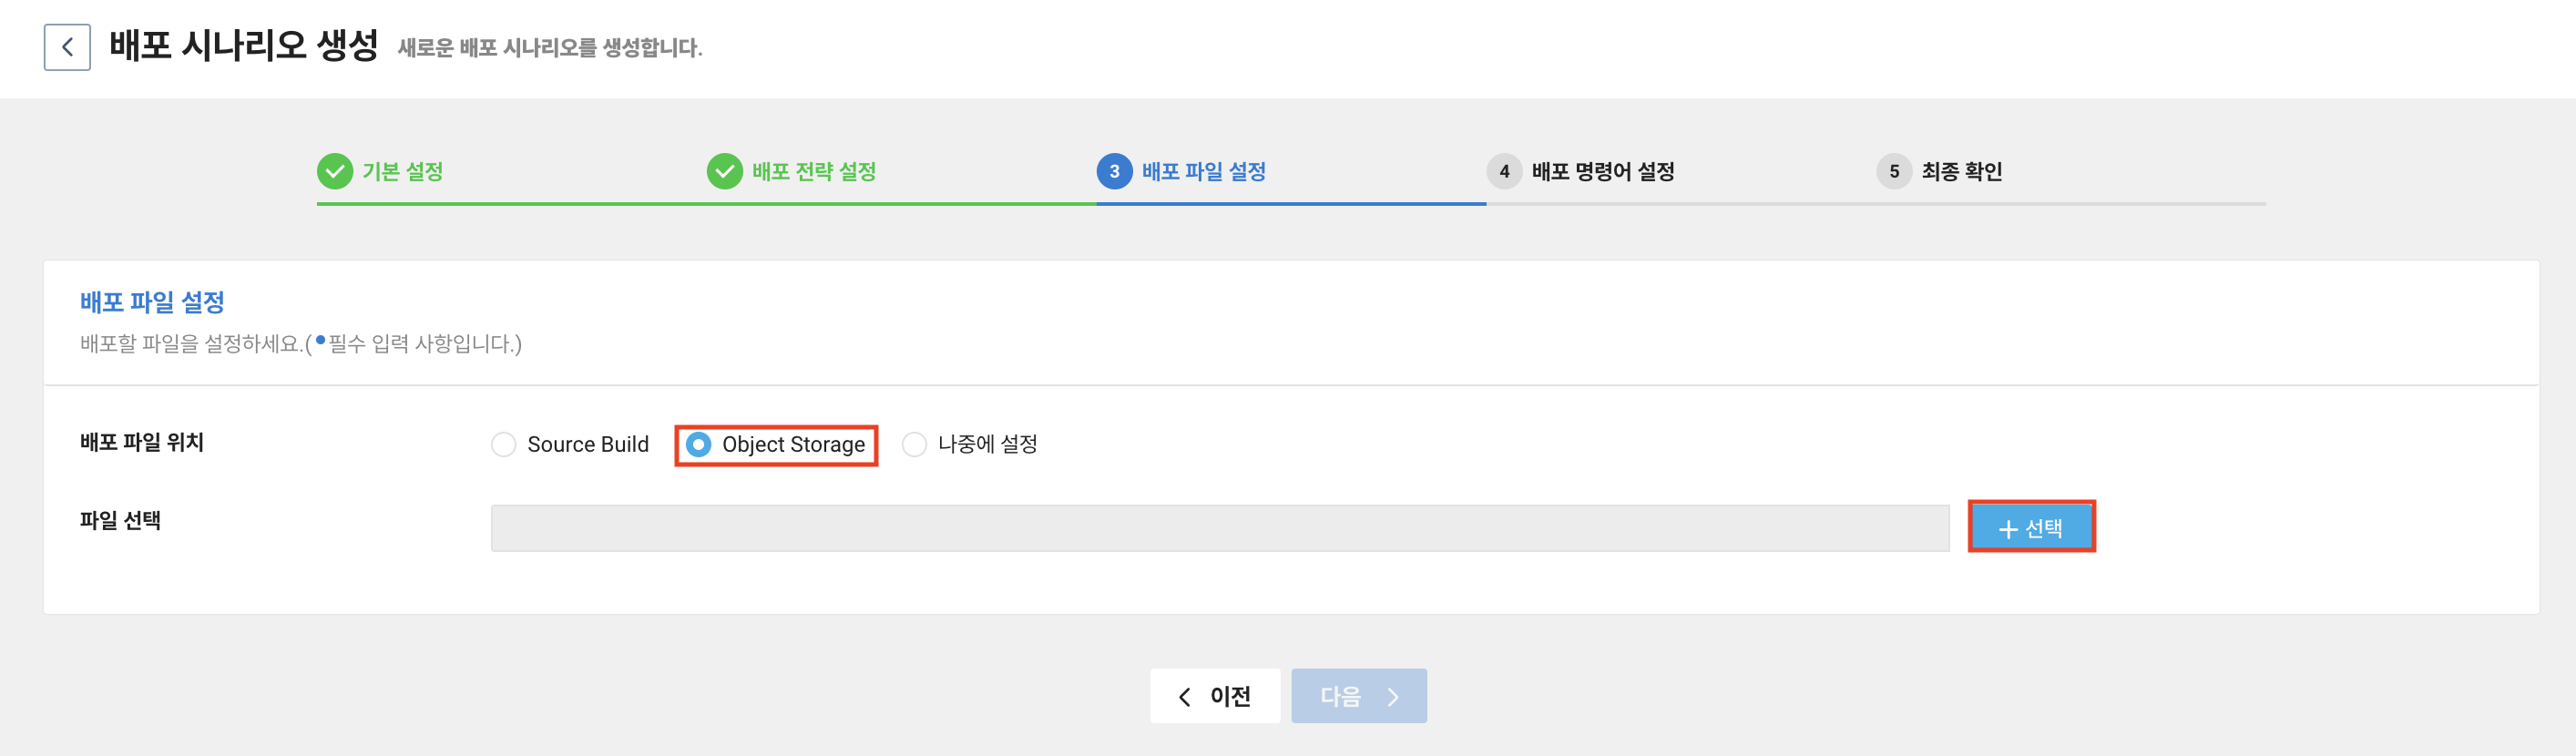 배포 시나리오 생성 새로운 배포 시나리오를 생성합니다.
기본 설정 배포 전략 설정 3 배포 파일 설정 4 배포 명령어 설정 5 최종 확인
배포 파일 설정
배포할 파일을 설정하세요.( •필수 입력 사항입니다.)
배포 파일 위치 Source Build Object Storage 나중에 설정
파일 선택 + 선택
< 이전 다음 >